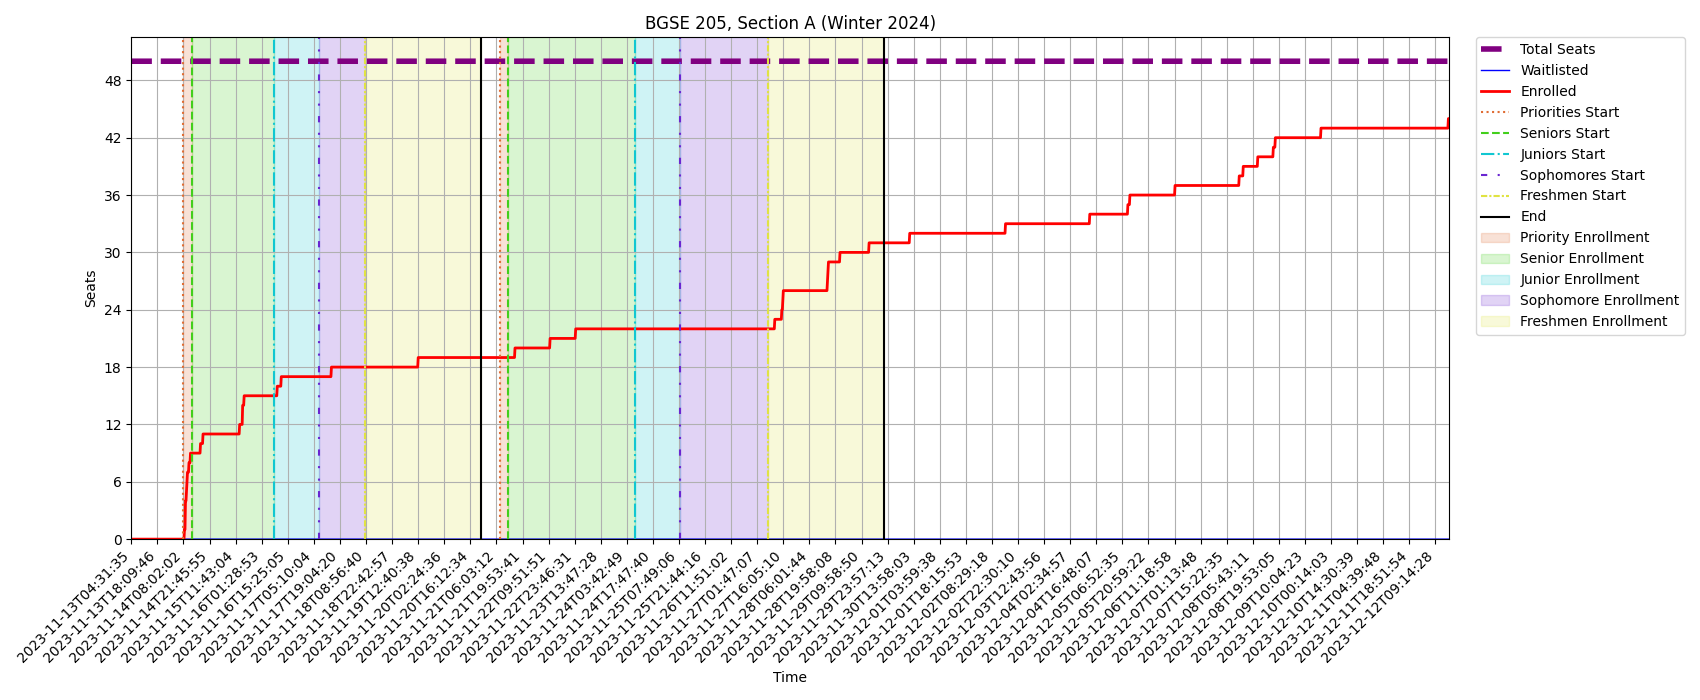 BGSE 205, Section A (Winter 2024)
Seats
48
42
36
30
24
18
12
6
0
2023-11-13T04:31:35
2023-11-13T18:09:46
2023-11-14T08:02:02
2023-11-14T21:45:55
2023-11-15T11:43:04
2023-11-16T01:28:53
2023-11-16T15:25:05
2023-11-17T05:10:04
2023-11-17T19:04:20
2023-11-18T08:56:40
2023-11-18T22:42:57
2023-11-19T12:40:38
2023-11-20T02:24:36
2023-11-20T16:12:34
2023-11-21T06:03:12
2023-11-21T19:53:41
2023-11-22T09:51:51
2023-11-22T23:46:31
2023-11-23T13:47:28
2023-11-24T03:42:49
2023-11-24T17:47:40
2023-11-25T07:49:06
2023-11-25T21:44:16
2023-11-26T11:51:02
2023-11-27T01:47:07
2023-11-27T16:05:10
2023-11-28T06:01:44
2023-11-28T19:58:08
2023-11-29T09:58:50
2023-11-29T23:57:13
2023-11-30T13:58:03
2023-12-01T03:59:38
2023-12-01T18:15:53
2023-12-02T08:29:18
2023-12-02T22:30:10
2023-12-03T12:43:56
2023-12-04T02:34:57
2023-12-04T16:48:07
2023-12-05T06:52:35
2023-12-05T20:59:22
2023-12-06T11:18:58
2023-12-07T01:13:48
2023-12-07T15:22:35
2023-12-08T05:43:11
2023-12-08T19:53:05
2023-12-09T10:04:23
2023-12-10T00:14:03
2023-12-10T14:30:39
2023-12-11T04:39:48
2023-12-11T18:51:54
2023-12-12T09:14:28
Time
Total Seats
Waitlisted
Enrolled
Priorities Start
Seniors Start
Juniors Start
Sophomores Start
Freshmen Start
End
Priority Enrollment
Senior Enrollment
Junior Enrollment
Sophomore Enrollment
Freshmen Enrollment